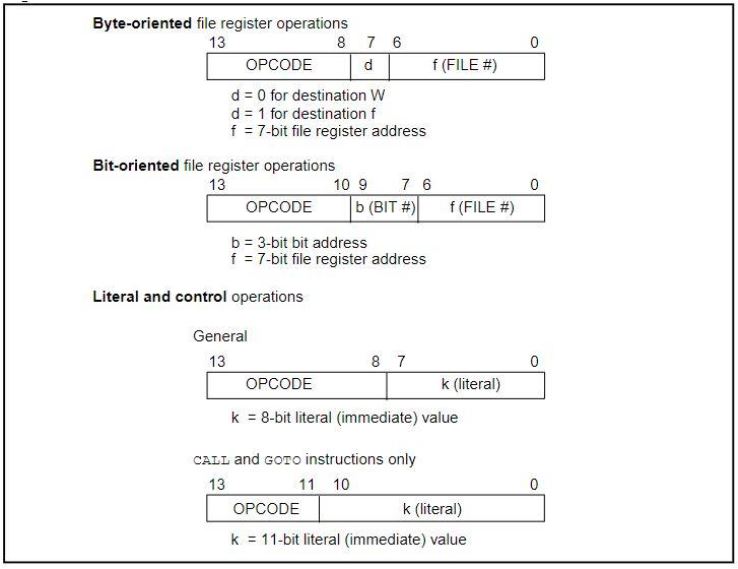 Byte-oriented file register operations
13 8 7 6 0
OPCODE d f (FILE #)
d = 0 for destination W
d = 1 for destination f
f = 7-bit file register address
Bit-oriented file register operations
13 10 9 7 6 0
OPCODE b (BIT #) f (FILE #)
b = 3-bit bit address
f = 7-bit file register address
Literal and control operations
General
13 8 7 0
OPCODE k (literal)
k = 8-bit literal (immediate) value
CALL and GOTO instructions only
13 11 10 0
OPCODE k (literal)
k = 11-bit literal (immediate) value